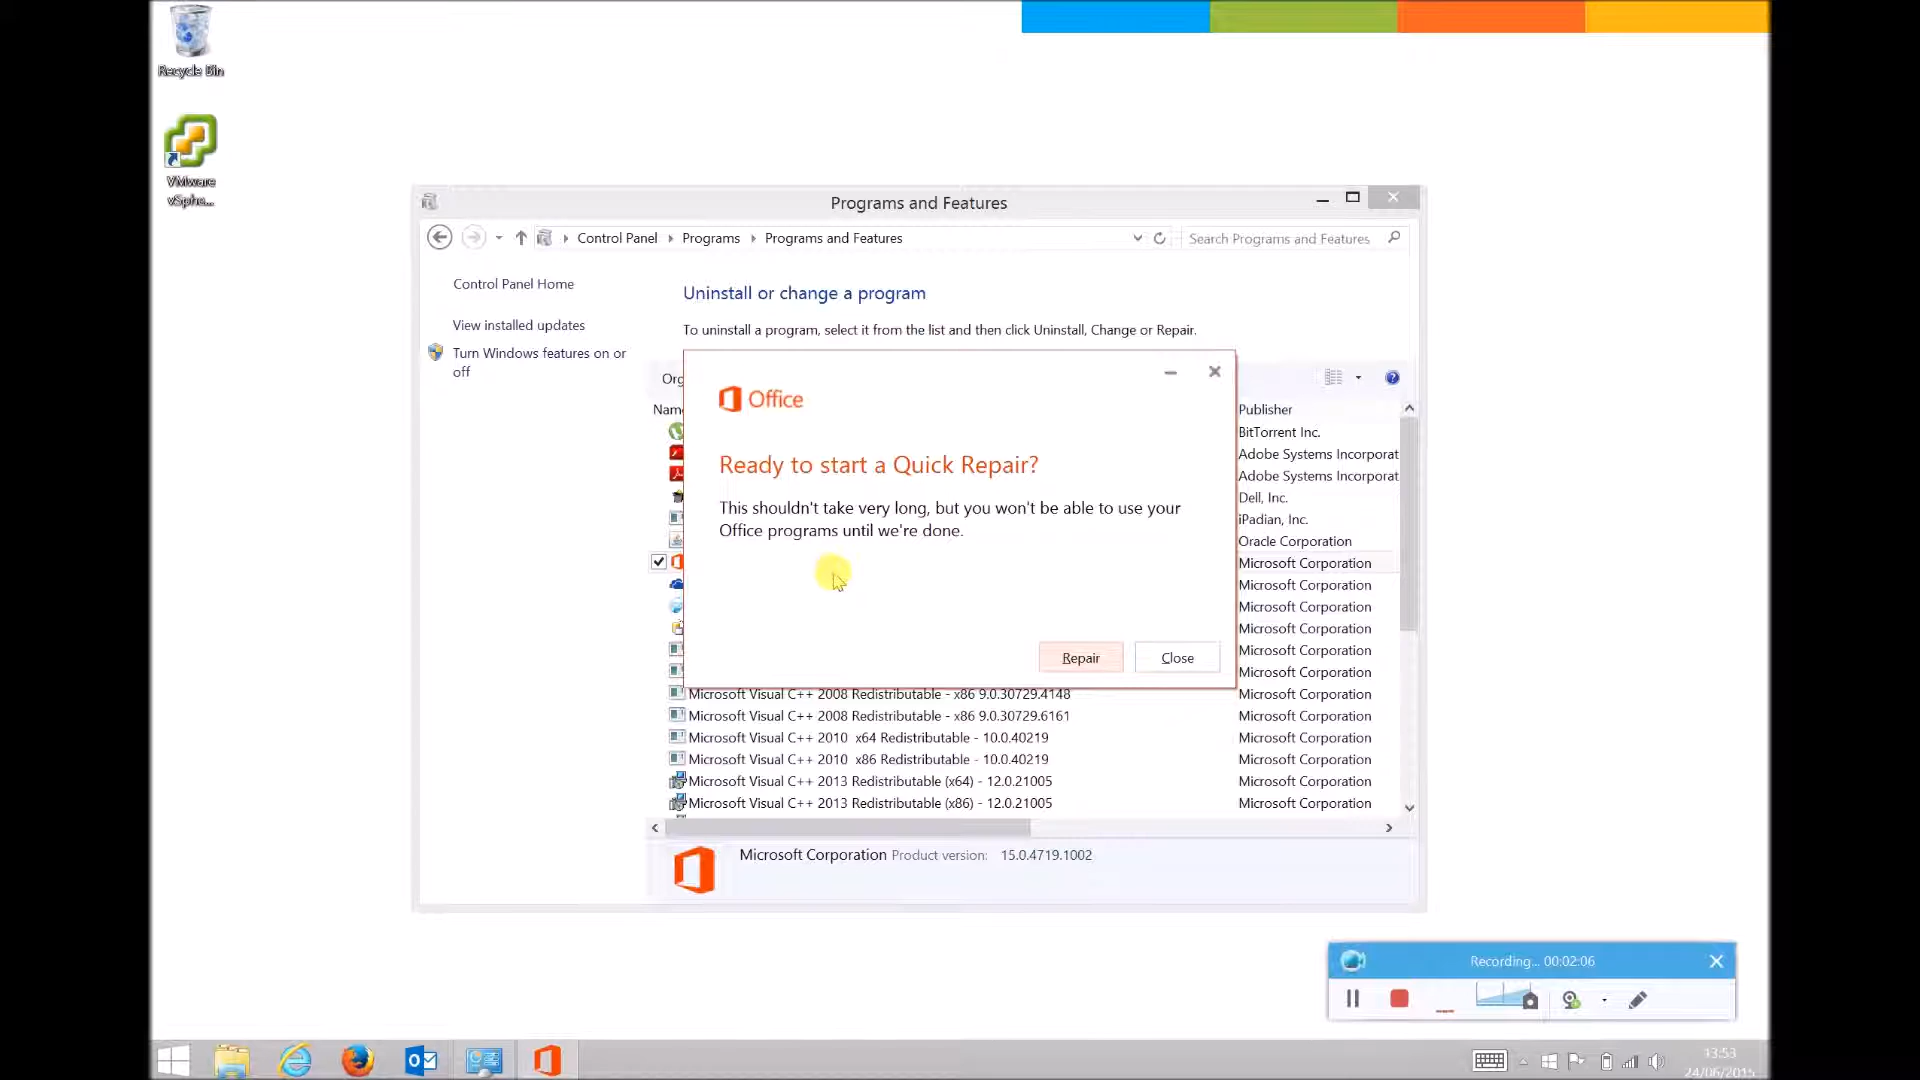 Recycle Bin
VMware
vSphe...
Programs and Features
Control Panel
Programs
Programs and Features
Search Programs and Features
Control Panel Home
View installed updates
Turn Windows features on or
off
Uninstall or change a program
To uninstall a program, select it from the list and then click Uninstall, Change or Repair.
Org
Nam
Publisher
Office
Ready to start a Quick Repair?
This shouldn't take very long, but you won't be able to use your
Office programs until we're done.
Repair
Close
BitTorrent Inc.
Adobe Systems Incorporat
Adobe Systems Incorporat
Dell, Inc.
iPadian, Inc.
Oracle Corporation
Microsoft Corporation
Microsoft Corporation
Microsoft Corporation
Microsoft Corporation
Microsoft Corporation
Microsoft Corporation
Microsoft Visual C++ 2008 Redistributable - x86 9.0.30729.4148 Microsoft Corporation
Microsoft Visual C++ 2008 Redistributable - x86 9.0.30729.6161 Microsoft Corporation
Microsoft Visual C++ 2010 x64 Redistributable - 10.0.40219 Microsoft Corporation
Microsoft Visual C++ 2010 x86 Redistributable - 10.0.40219 Microsoft Corporation
Microsoft Visual C++ 2013 Redistributable (x64) - 12.0.21005 Microsoft Corporation
Microsoft Visual C++ 2013 Redistributable (x86) - 12.0.21005 Microsoft Corporation
Microsoft Corporation Product version: 15.0.4719.1002
Recording... 00:02:06
13:53
24/06/2015